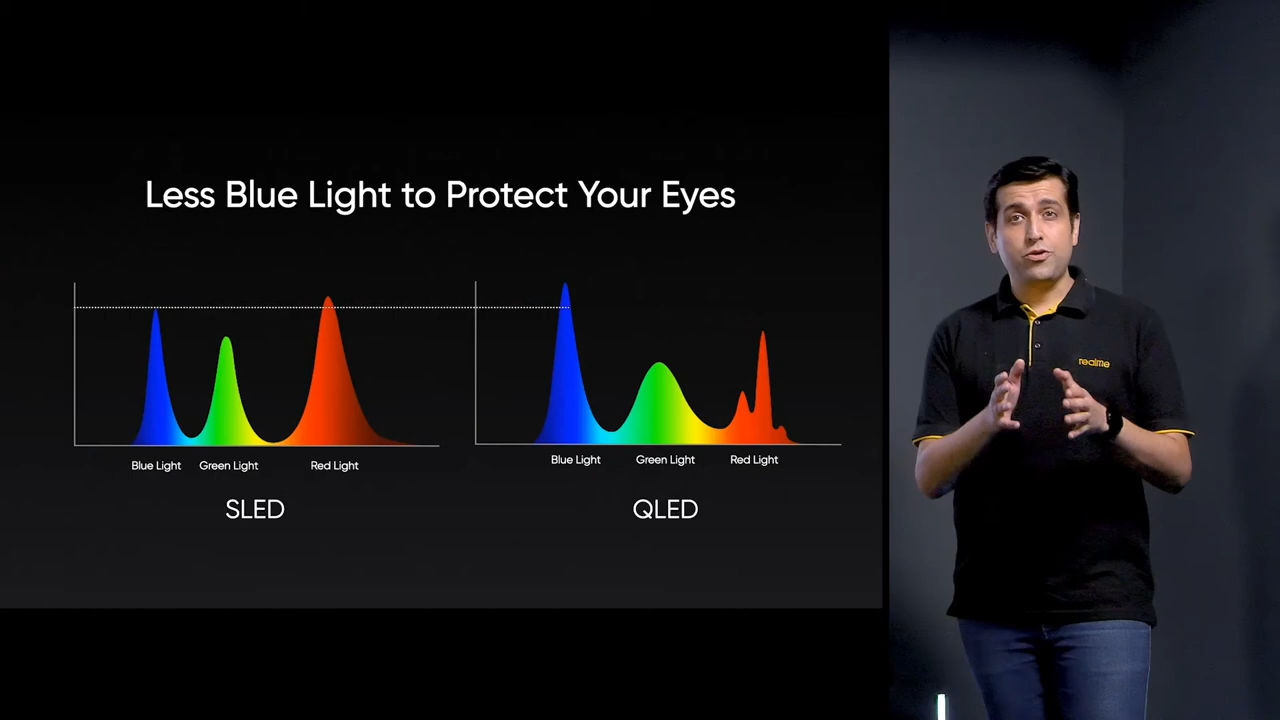 Less Blue Light to Protect Your Eyes
Blue Light Green Light Red Light
SLED
Blue Light Green Light Red Light
QLED
realme